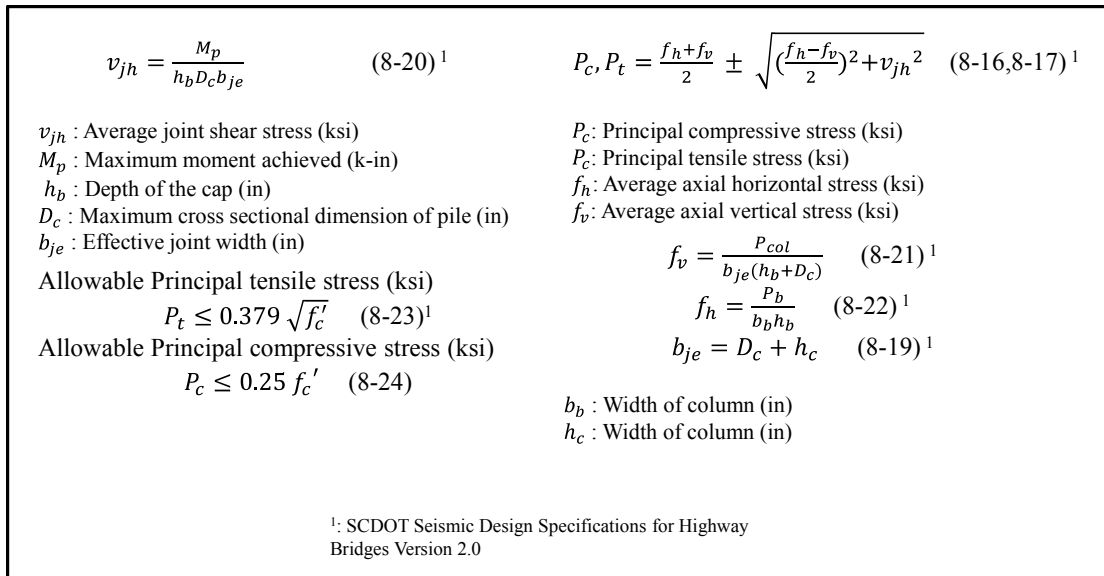 v_jh = M_p / (h_b D_c b_je) (8-20) ¹
v_jh : Average joint shear stress (ksi)
M_p : Maximum moment achieved (k-in)
h_b : Depth of the cap (in)
D_c : Maximum cross sectional dimension of pile (in)
b_je : Effective joint width (in)
Allowable Principal tensile stress (ksi)
P_t ≤ 0.379 √f_c′ (8-23)¹
Allowable Principal compressive stress (ksi)
P_c ≤ 0.25 f_c′ (8-24)
P_c, P_t = (f_h+f_v)/2 ± √(((f_h−f_v)/2)²+v_jh²) (8-16,8-17) ¹
P_c: Principal compressive stress (ksi)
P_c: Principal tensile stress (ksi)
f_h : Average axial horizontal stress (ksi)
f_v: Average axial vertical stress (ksi)
f_v = P_col / (b_je(h_b+D_c)) (8-21) ¹
f_h = P_b / (b_b h_b) (8-22) ¹
b_je = D_c + h_c (8-19) ¹
b_b : Width of column (in)
h_c : Width of column (in)
¹: SCDOT Seismic Design Specifications for Highway
Bridges Version 2.0